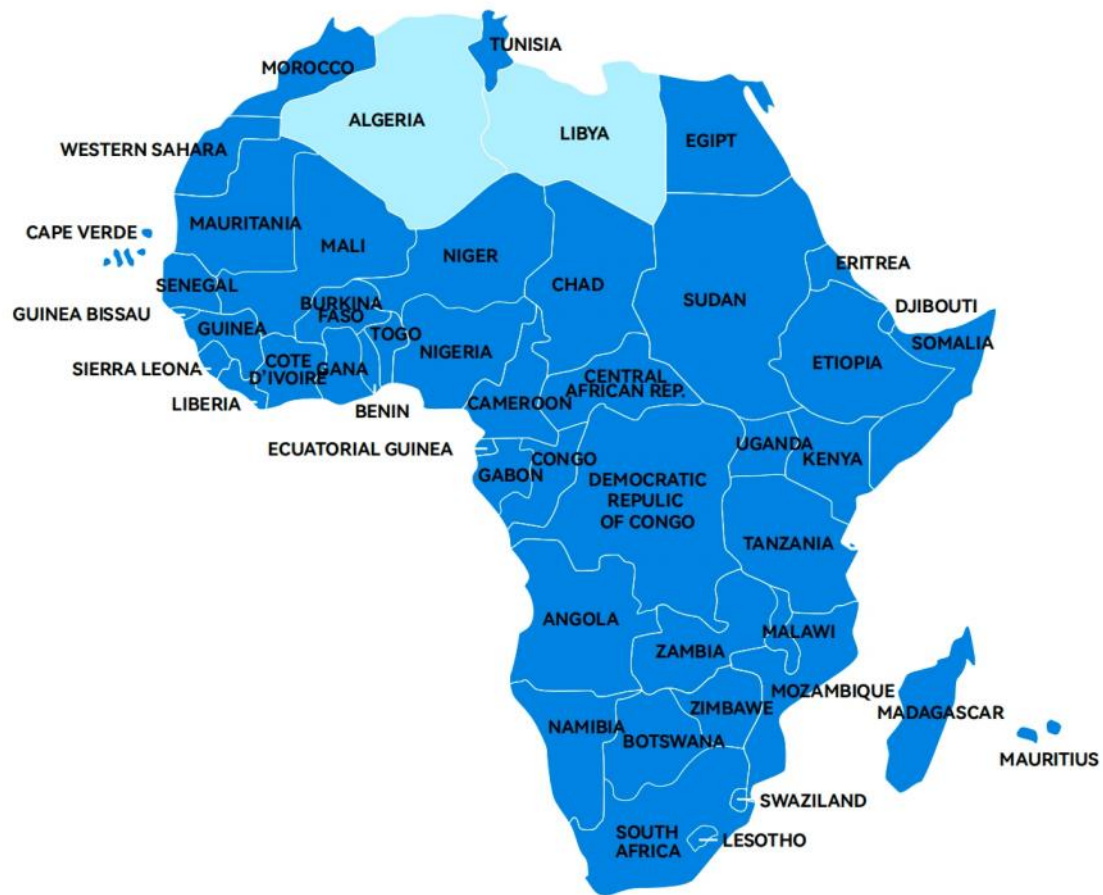 TUNISIA
MOROCCO
ALGERIA
LIBYA
EGIPT
WESTERN SAHARA
MAURITANIA
CAPE VERDE
MALI
NIGER
ERITREA
CHAD
SENEGAL
SUDAN
BURKINA
FASO
DJIBOUTI
GUINEA BISSAU
GUINEA
TOGO
SOMALIA
NIGERIA
COTE
D'IVOIRE
GANA
ETIOPIA
SIERRA LEONA
CENTRAL
AFRICAN REP.
LIBERIA
CAMEROON
BENIN
UGANDA
ECUATORIAL GUINEA
CONGO
KENYA
GABON
DEMOCRATIC
REPULIC
OF CONGO
TANZANIA
ANGOLA
MALAWI
ZAMBIA
MOZAMBIQUE
ZIMBAWE
MADAGASCAR
NAMIBIA
BOTSWANA
MAURITIUS
SWAZILAND
SOUTH
AFRICA
LESOTHO